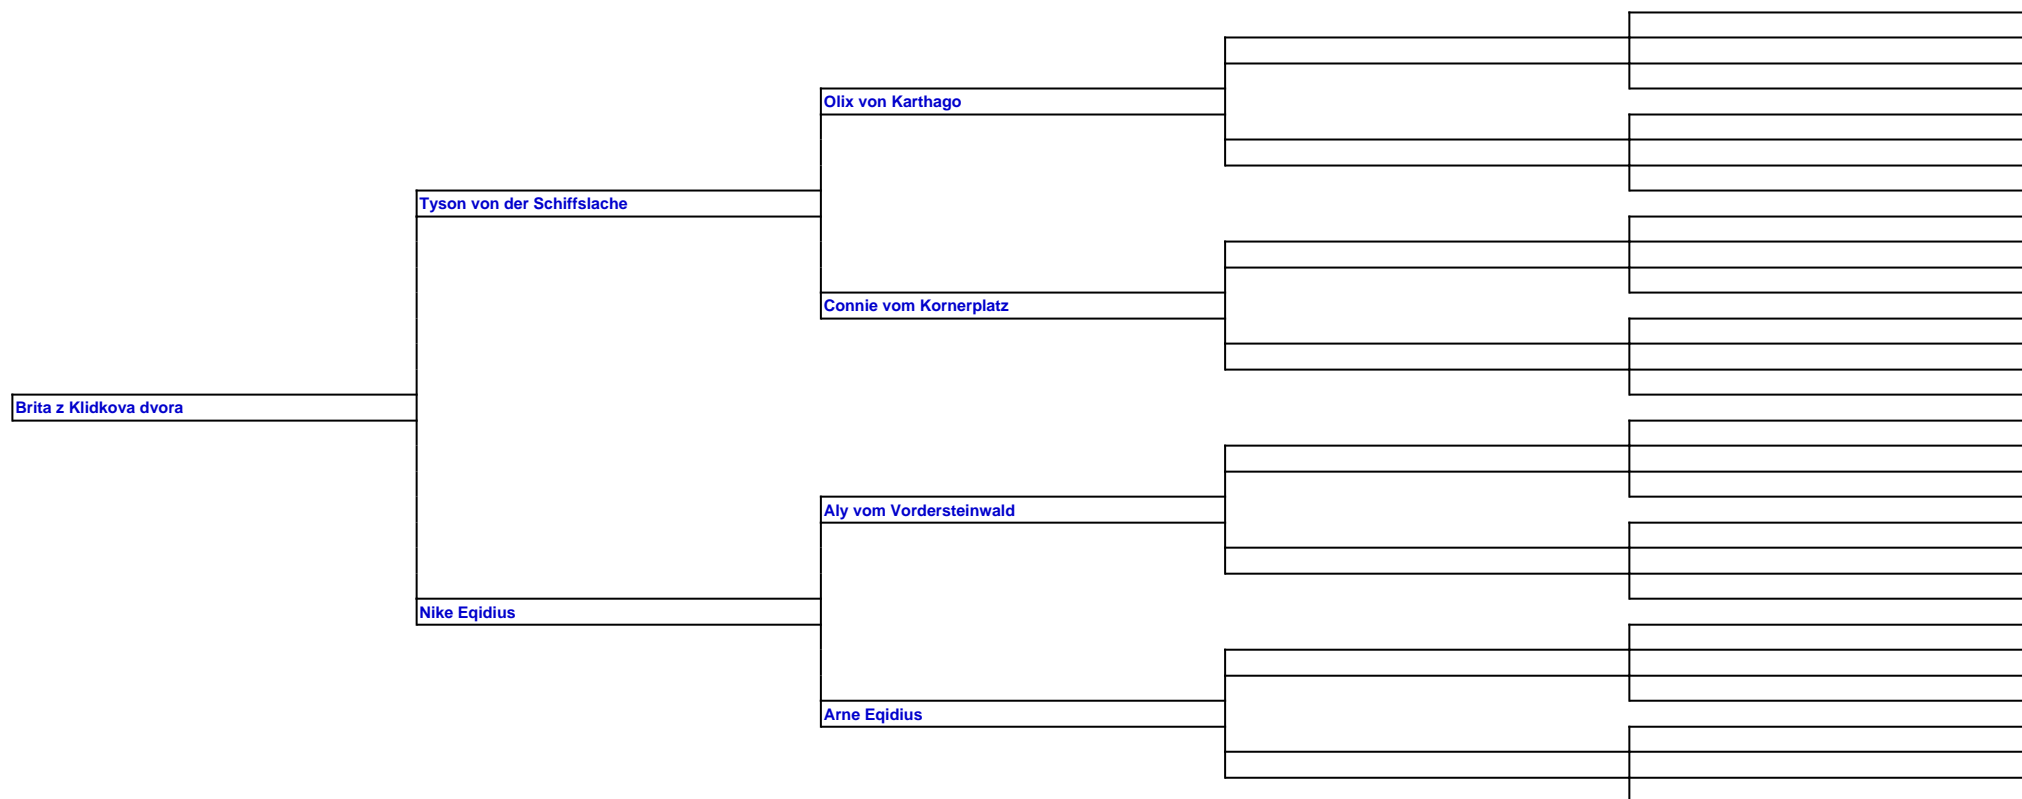 Olix von Karthago
Tyson von der Schiffslache
Connie vom Kornerplatz
Brita z Klidkova dvora
Aly vom Vordersteinwald
Nike Eqidius
Arne Eqidius